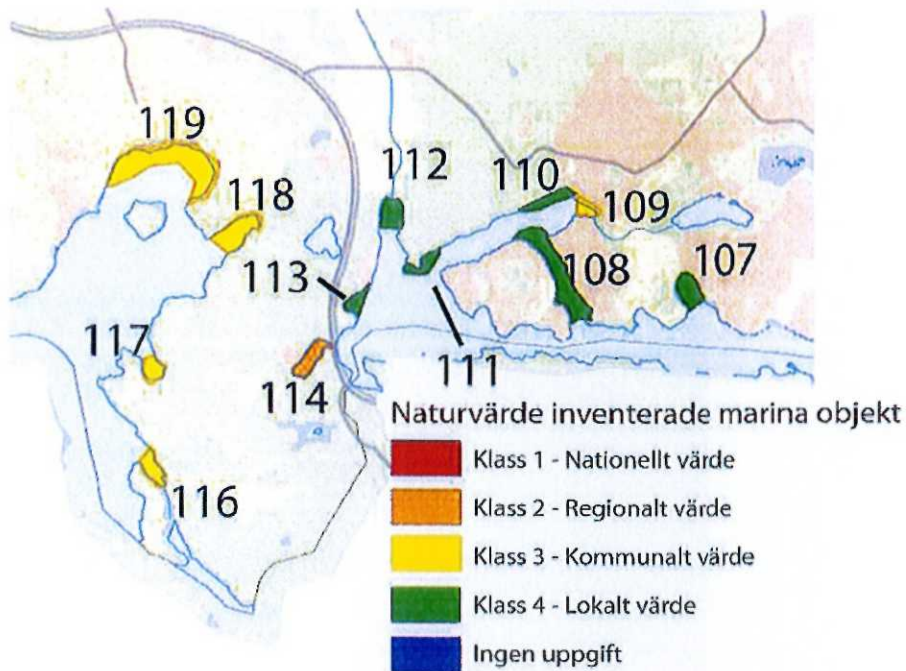 119
112
110
109
118
108
107
113
117
111
114
116
Naturvärde inventerade marina objekt
Klass 1 - Nationellt värde
Klass 2 - Regionalt värde
Klass 3 - Kommunalt värde
Klass 4 - Lokalt värde
Ingen uppgift